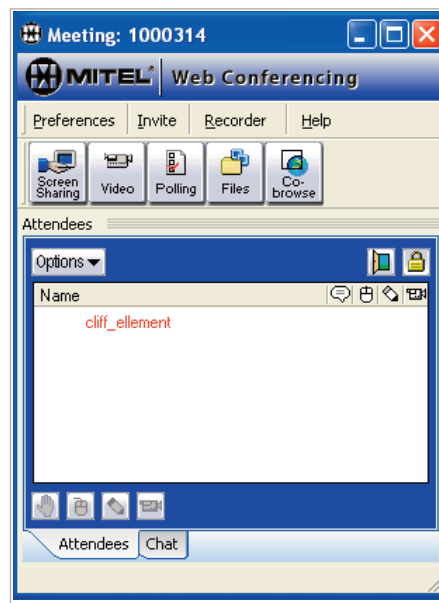 Meeting: 1000314
MITEL Web Conferencing
Preferences Invite Recorder Help
Screen Sharing Video Polling Files Co-browse
Attendees
Options
Name
cliff_ellement
Attendees Chat